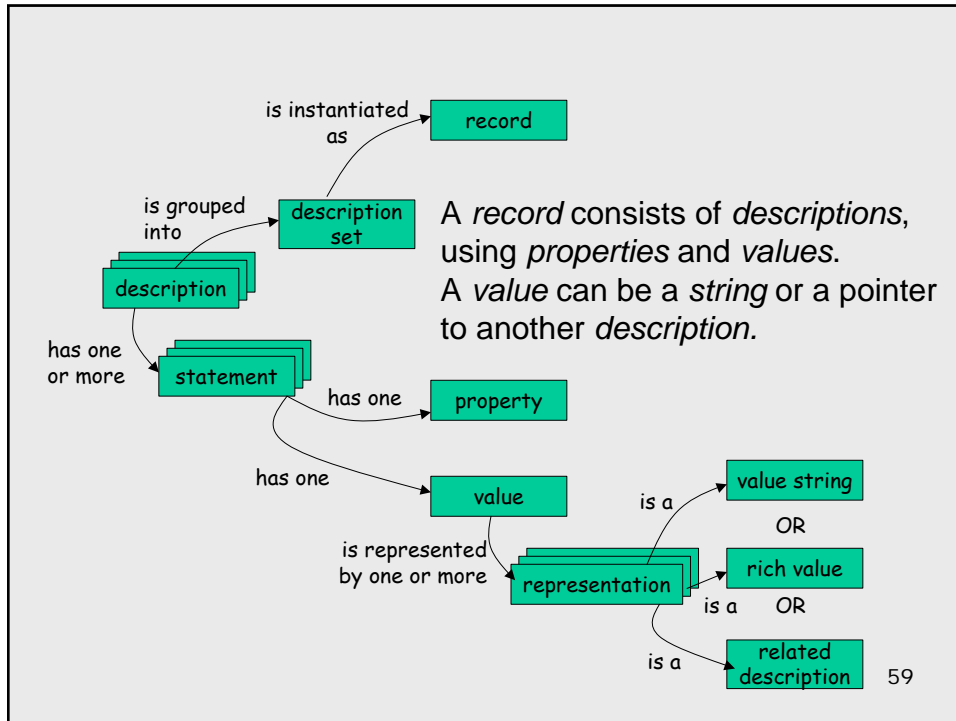 is instantiated
as
record
is grouped
into
description
set
A record consists of descriptions,
using properties and values.
A value can be a string or a pointer
to another description.
description
has one
or more
statement
has one
property
has one
value
is represented
by one or more
representation
is a
value string
OR
is a
rich value
OR
is a
related
description
59